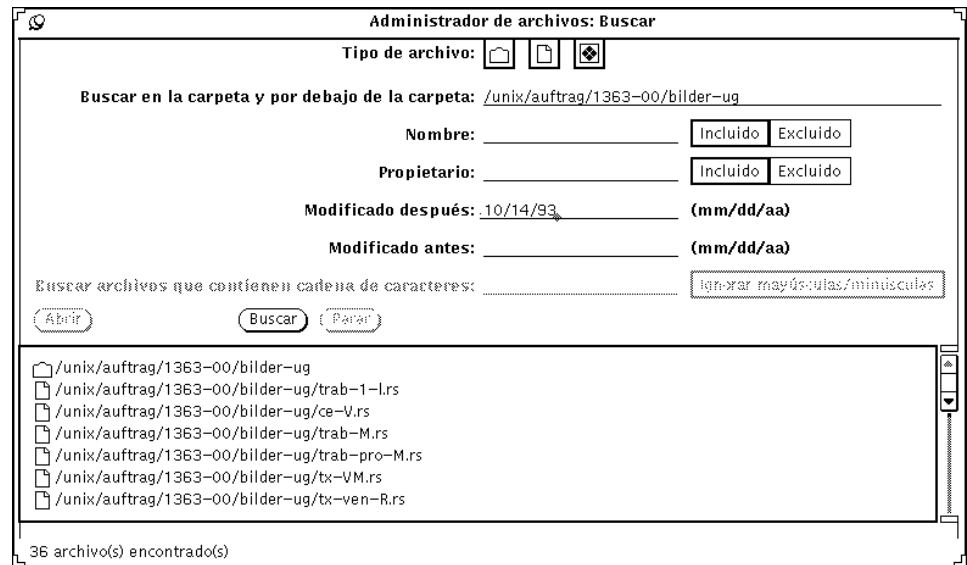 Administrador de archivos: Buscar
Tipo de archivo:
Buscar en la carpeta y por debajo de la carpeta: /unix/auftrag/1363-00/bilder-ug
Nombre: Incluido Excluido
Propietario: Incluido Excluido
Modificado después: 10/14/93 (mm/dd/aa)
Modificado antes: (mm/dd/aa)
Buscar archivos que contienen cadena de caracteres: Ignorar mayúsculas/minúsculas
Abrir Buscar Parar
/unix/auftrag/1363-00/bilder-ug
/unix/auftrag/1363-00/bilder-ug/trab-1-l.rs
/unix/auftrag/1363-00/bilder-ug/ce-V.rs
/unix/auftrag/1363-00/bilder-ug/trab-M.rs
/unix/auftrag/1363-00/bilder-ug/trab-pro-M.rs
/unix/auftrag/1363-00/bilder-ug/tx-VM.rs
/unix/auftrag/1363-00/bilder-ug/tx-ven-R.rs
36 archivo(s) encontrado(s)